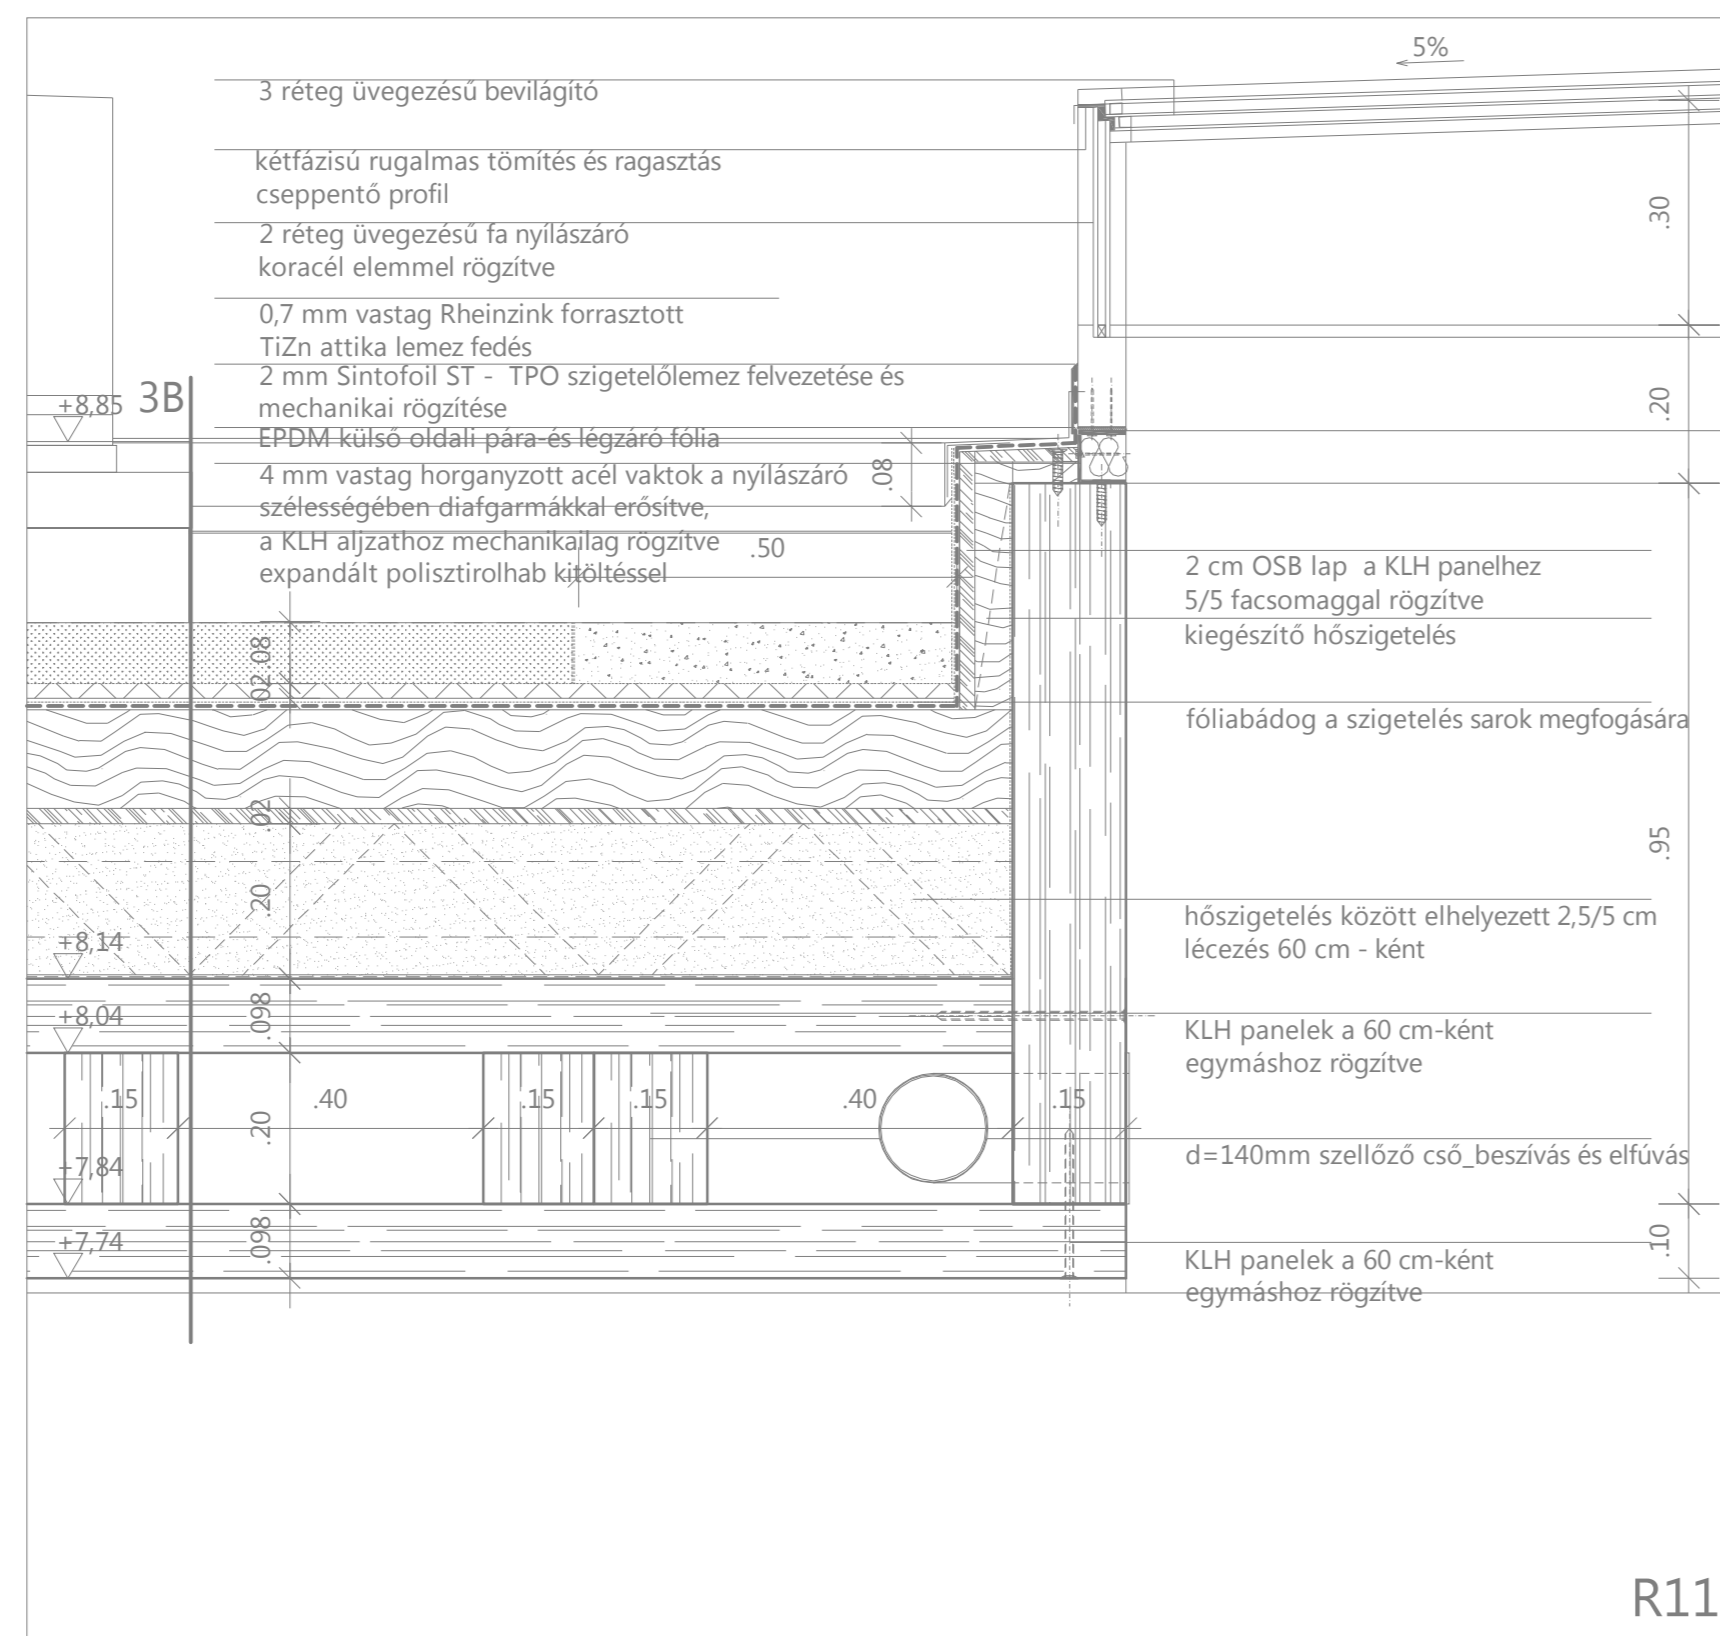 5%
3 réteg üvegezésű bevilágító
kétfázisú rugalmas tömítés és ragasztás
cseppentő profil
2 réteg üvegezésű fa nyílászáró
koracél elemmel rögzítve
0,7 mm vastag Rheinzink forrasztott
TiZn attika lemez fedés
2 mm Sintofoil ST - TPO szigetelőlemez felvezetése és
mechanikai rögzítése
EPDM külső oldali pára-és légzáró fólia
4 mm vastag horganyzott acél vaktok a nyílászáró
szélességében diafgarmákkal erősítve,
a KLH aljzathoz mechanikailag rögzítve
expandált polisztirolhab kitöltéssel
+8,85
3B
.08
.50
.30
.20
2 cm OSB lap a KLH panelhez
5/5 facsomaggal rögzítve
kiegészítő hőszigetelés
.08
.02
fóliabádog a szigetelés sarok megfogására
.02
.95
.20
hőszigetelés között elhelyezett 2,5/5 cm
lécezés 60 cm - ként
+8,14
+8,04
.098
KLH panelek a 60 cm-ként
egymáshoz rögzítve
.15
.40
.15
.15
.40
.15
.20
d=140mm szellőző cső_beszívás és elfúvás
+7,84
+7,74
.098
.10
KLH panelek a 60 cm-ként
egymáshoz rögzítve
R11